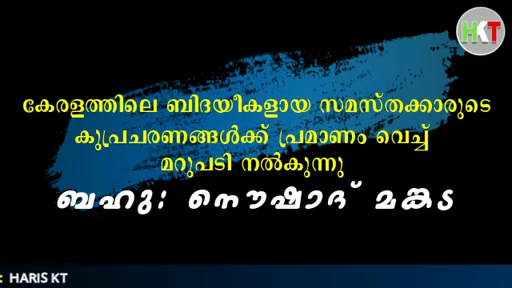 HKT
കേരളത്തിലെ ബിദയീകളായ സമസ്തക്കാരുടെ
കുപ്രചരണങ്ങൾക്ക് പ്രമാണം വെച്ച്
മറുപടി നൽകുന്നു
ബഹു: നൌഷാദ് മങ്കട
: HARIS KT